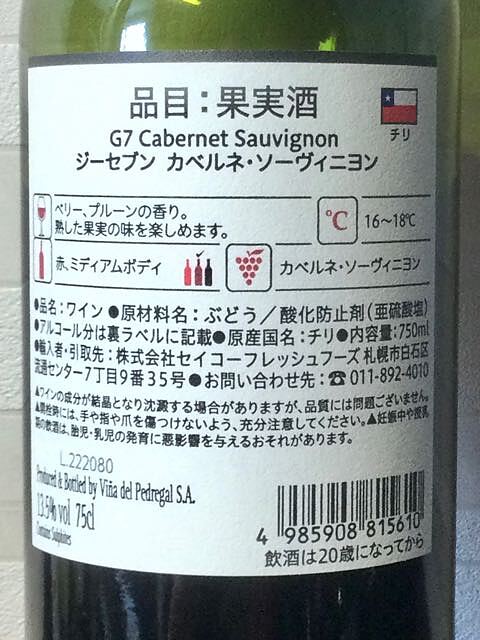 品目：果実酒
チリ
G7 Cabernet Sauvignon
ジーセブン カベルネ・ソーヴィニヨン
ベリー、プルーンの香り。
熟した果実の味を楽しめます。
℃
16～18℃
赤、ミディアムボディ
カベルネ・ソーヴィニヨン
●品名：ワイン ●原材料名：ぶどう／酸化防止剤（亜硫酸塩）
●アルコール分は裏ラベルに記載●原産国名：チリ●内容量：750ml
●輸入者・引取先：株式会社セイコーフレッシュフーズ 札幌市白石区
流通センター7丁目9番35号●お問い合わせ先：☎011-892-4010
▲ワインの成分が結晶となり沈澱する場合がありますが、品質には問題ございません。
▲開栓時には、手や指や爪を傷つけないよう、充分注意してください。▲妊娠中や授乳
期の飲酒は、胎児・乳児の発育に悪影響を与えるおそれがあります。
L.222080
Produced & Bottled by Viña del Pedregal S.A.
13.5% vol 75cl
Contains Sulphites
4 985908 815610
飲酒は20歳になってから